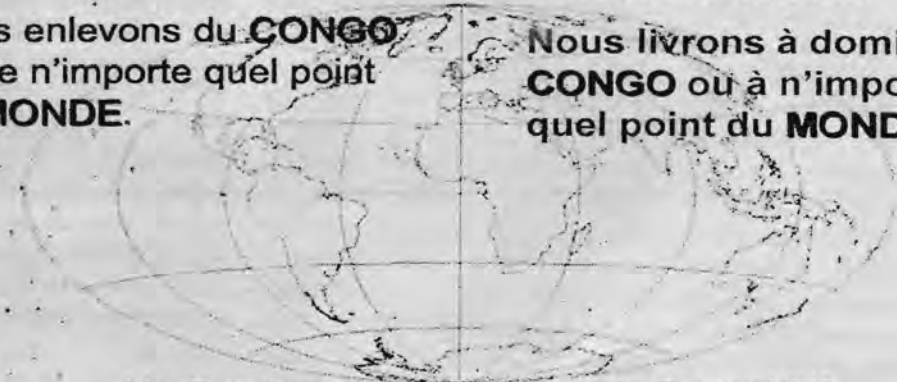 s enlevons du CONGO
e n'importe quel point
MONDE.
Nous livrons à domi
CONGO ou à n'impo
quel point du MOND